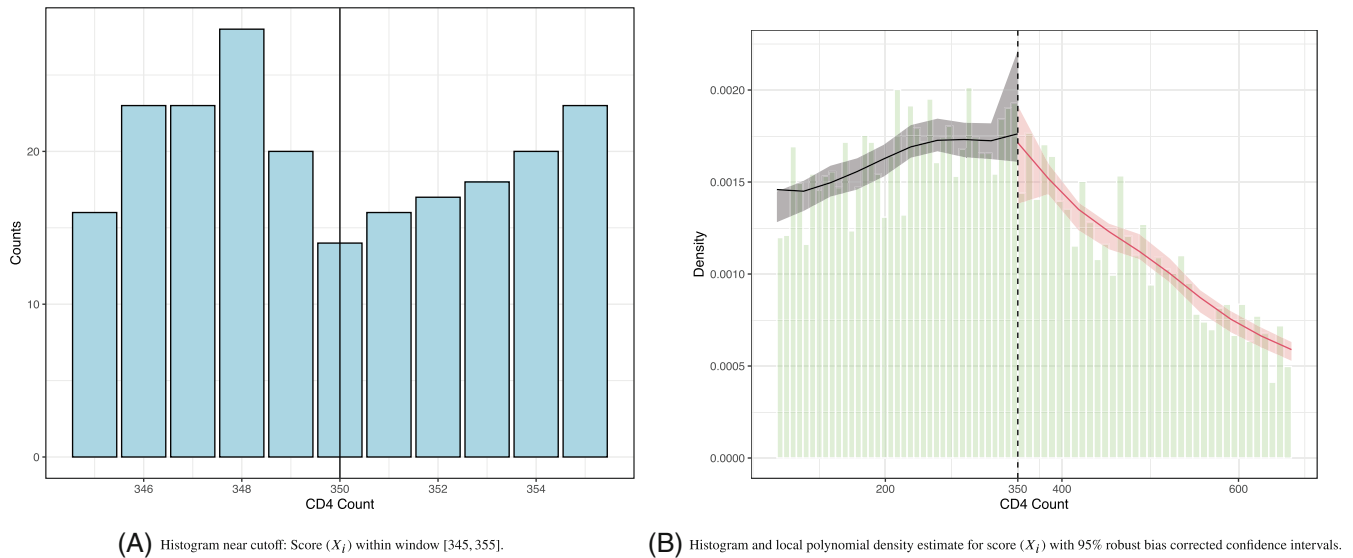 20
10
0
Counts
346
348
350
352
354
CD4 Count
(A) Histogram near cutoff: Score (Xᵢ) within window [345, 355].
0.0020
0.0015
0.0010
0.0005
0.0000
Density
200
350
400
600
CD4 Count
(B) Histogram and local polynomial density estimate for score (Xᵢ) with 95% robust bias corrected confidence intervals.